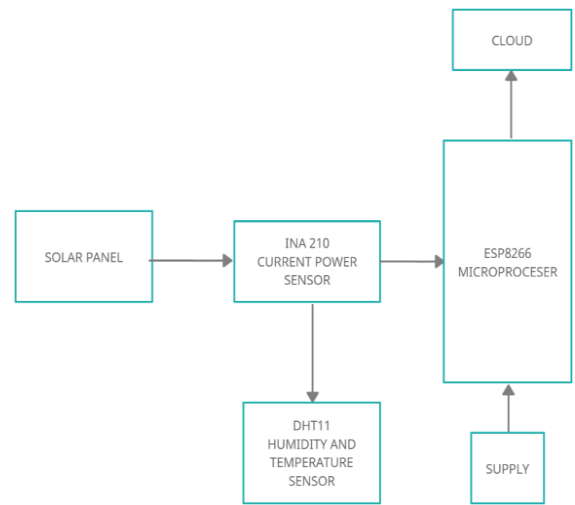 CLOUD
SOLAR PANEL
INA 210
CURRENT POWER
SENSOR
ESP8266
MICROPROCESER
DHT11
HUMIDITY AND
TEMPERATURE
SENSOR
SUPPLY